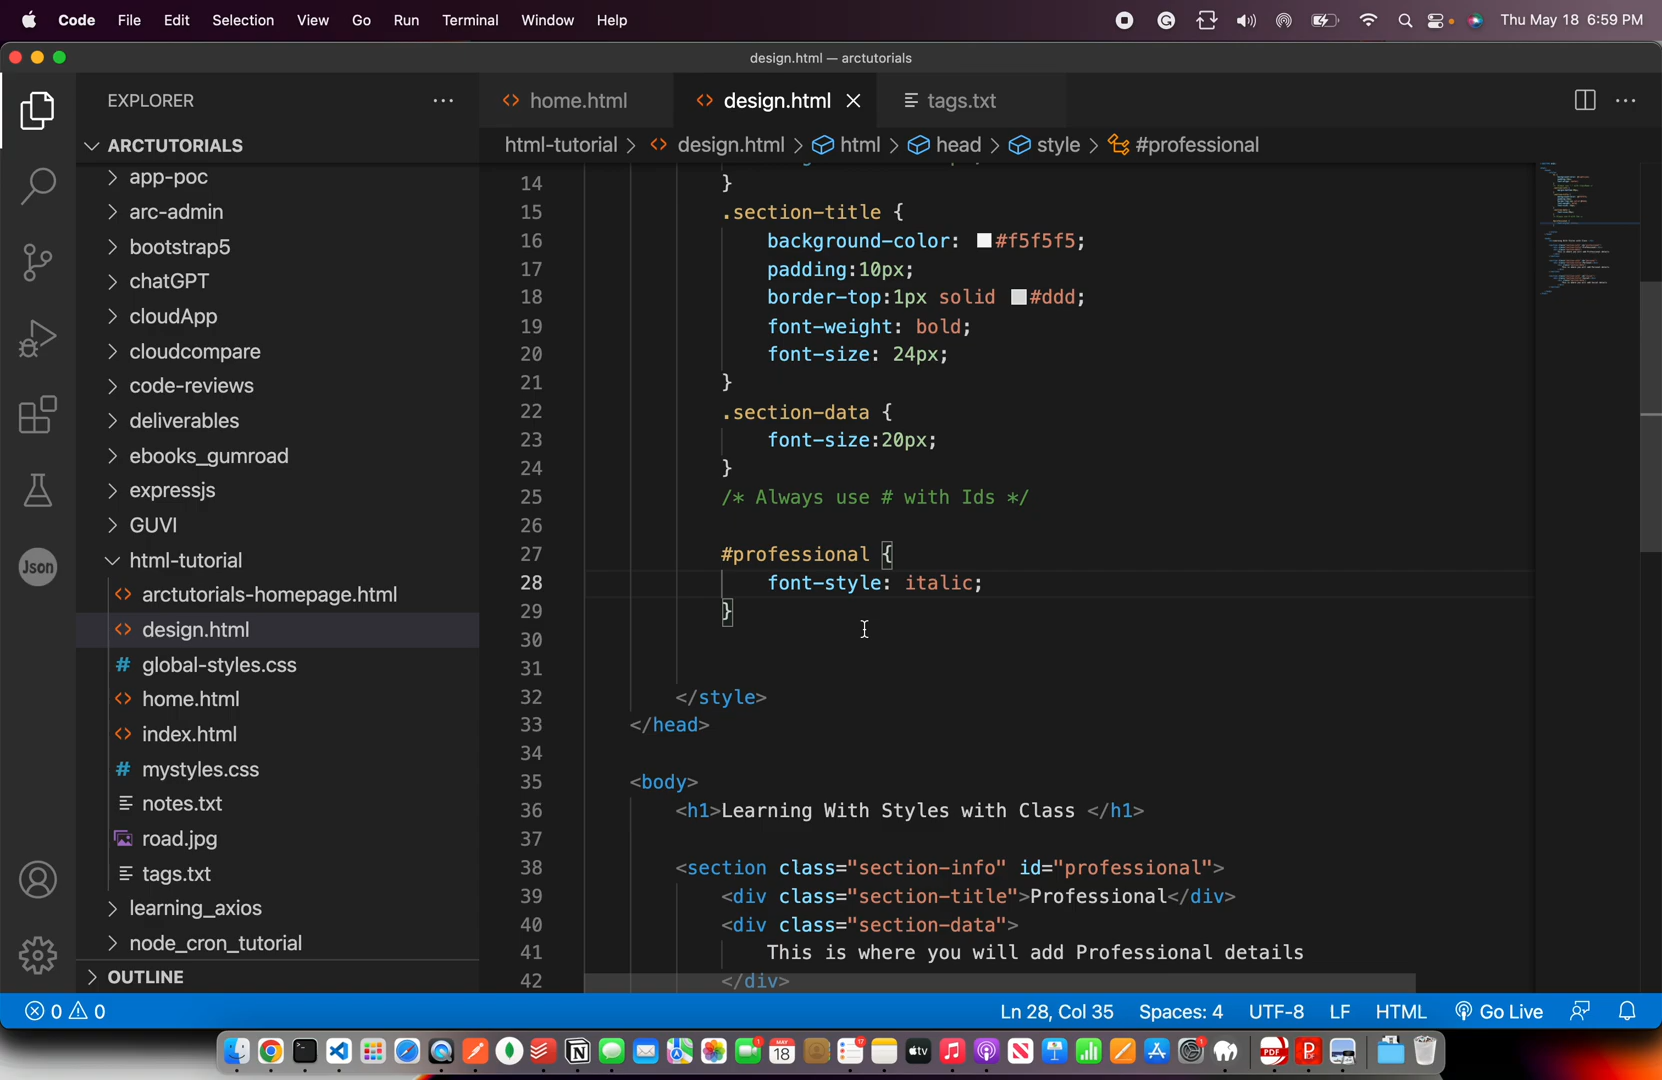 Code File Edit Selection View Go Run Terminal Window Help Thu May 18 6:59 PM
design.html — arctutorials
EXPLORER
home.html design.html tags.txt
ARCTUTORIALS
html-tutorial > design.html > html > head > style > #professional
app-poc
arc-admin
bootstrap5
chatGPT
cloudApp
cloudcompare
code-reviews
deliverables
ebooks_gumroad
expressjs
GUVI
html-tutorial
arctutorials-homepage.html
design.html
# global-styles.css
home.html
index.html
# mystyles.css
notes.txt
road.jpg
tags.txt
learning_axios
node_cron_tutorial
OUTLINE
Json
14 }
15 .section-title {
16 background-color: #f5f5f5;
17 padding:10px;
18 border-top:1px solid #ddd;
19 font-weight: bold;
20 font-size: 24px;
21 }
22 .section-data {
23 font-size:20px;
24 }
25 /* Always use # with Ids */
26
27 #professional {
28 font-style: italic;
29 }
30
31
32 </style>
33 </head>
34
35 <body>
36 <h1>Learning With Styles with Class </h1>
37
38 <section class="section-info" id="professional">
39 <div class="section-title">Professional</div>
40 <div class="section-data">
41 This is where you will add Professional details
42 </div>
0 0 Ln 28, Col 35 Spaces: 4 UTF-8 LF HTML Go Live